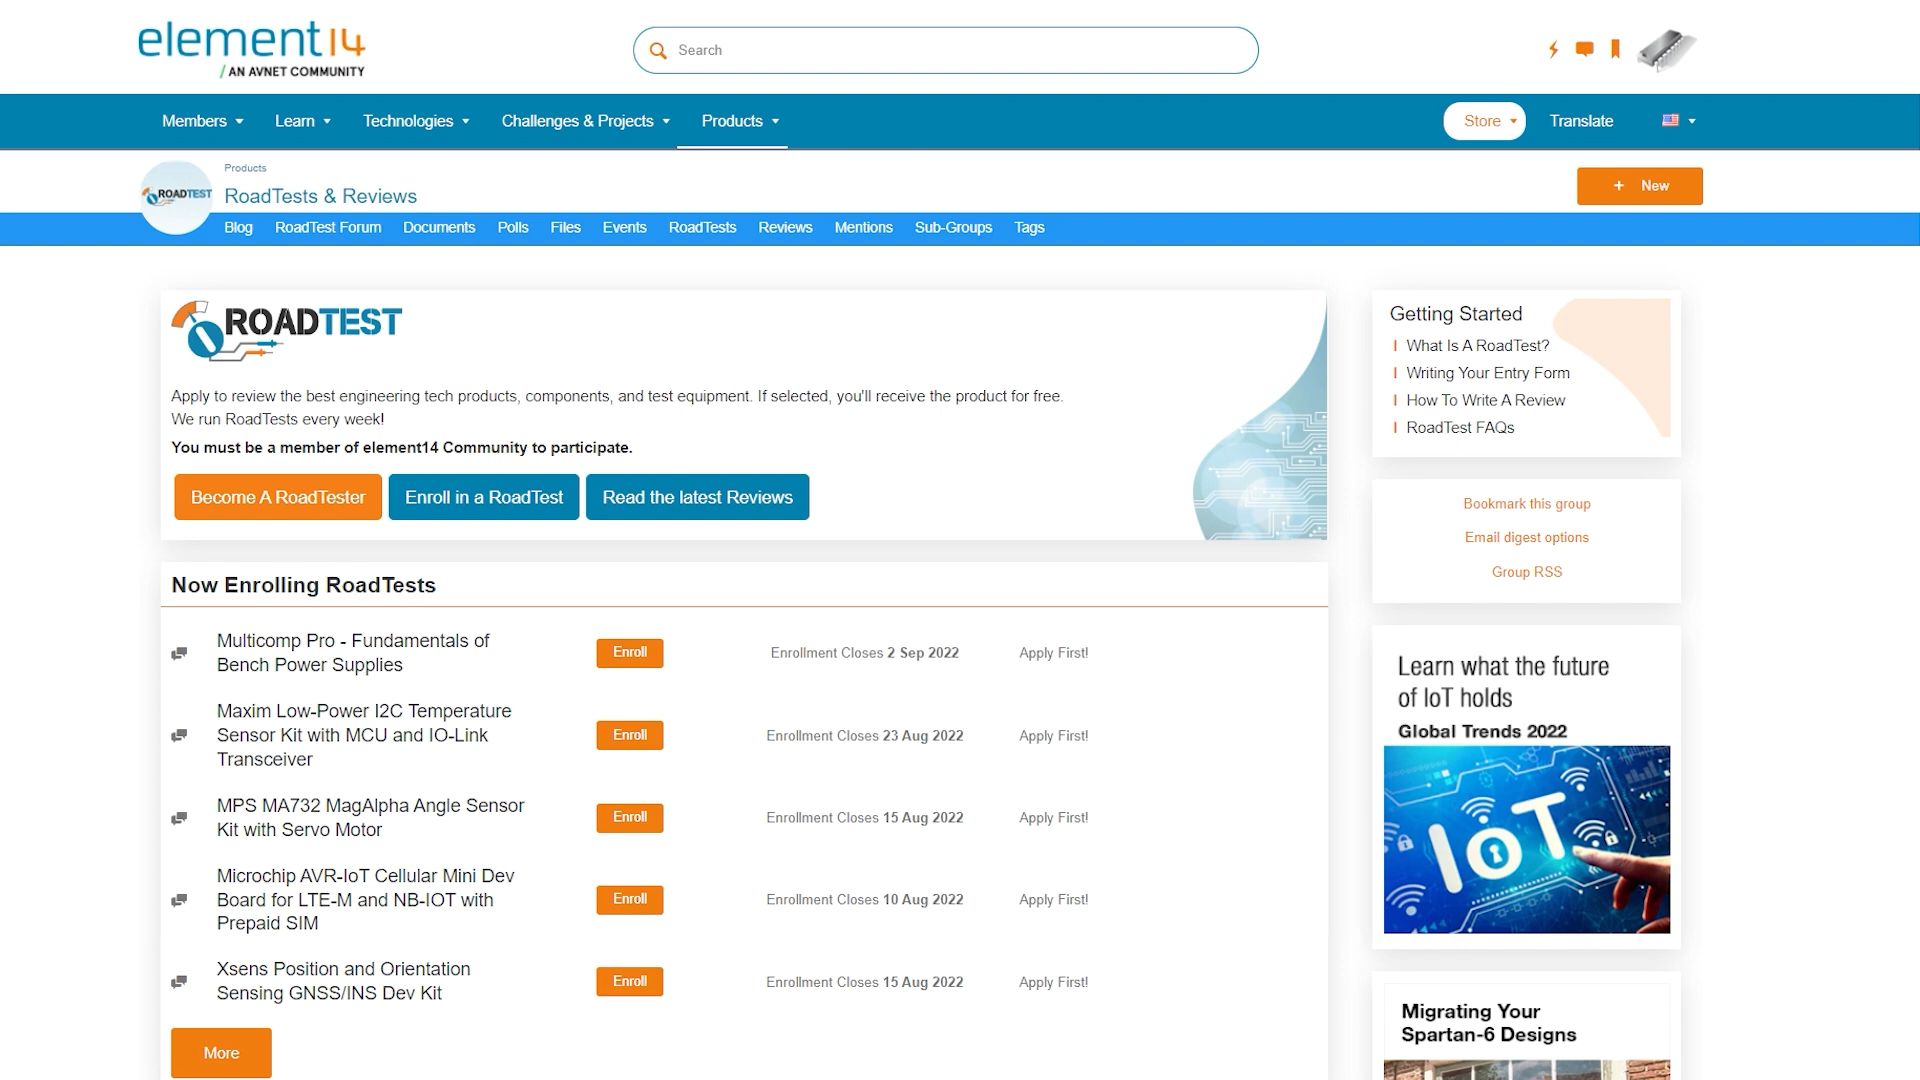 element14
/ AN AVNET COMMUNITY
Search
Members Learn Technologies Challenges & Projects Products Store Translate
Products
ROADTEST
RoadTests & Reviews
+ New
Blog RoadTest Forum Documents Polls Files Events RoadTests Reviews Mentions Sub-Groups Tags
ROADTEST
Apply to review the best engineering tech products, components, and test equipment. If selected, you'll receive the product for free.
We run RoadTests every week!
You must be a member of element14 Community to participate.
Become A RoadTester Enroll in a RoadTest Read the latest Reviews
Now Enrolling RoadTests
Multicomp Pro - Fundamentals of
Bench Power Supplies
Enroll
Enrollment Closes 2 Sep 2022
Apply First!
Maxim Low-Power I2C Temperature
Sensor Kit with MCU and IO-Link
Transceiver
Enroll
Enrollment Closes 23 Aug 2022
Apply First!
MPS MA732 MagAlpha Angle Sensor
Kit with Servo Motor
Enroll
Enrollment Closes 15 Aug 2022
Apply First!
Microchip AVR-IoT Cellular Mini Dev
Board for LTE-M and NB-IOT with
Prepaid SIM
Enroll
Enrollment Closes 10 Aug 2022
Apply First!
Xsens Position and Orientation
Sensing GNSS/INS Dev Kit
Enroll
Enrollment Closes 15 Aug 2022
Apply First!
More
Getting Started
What Is A RoadTest?
Writing Your Entry Form
How To Write A Review
RoadTest FAQs
Bookmark this group
Email digest options
Group RSS
Learn what the future
of IoT holds
Global Trends 2022
IoT
Migrating Your
Spartan-6 Designs